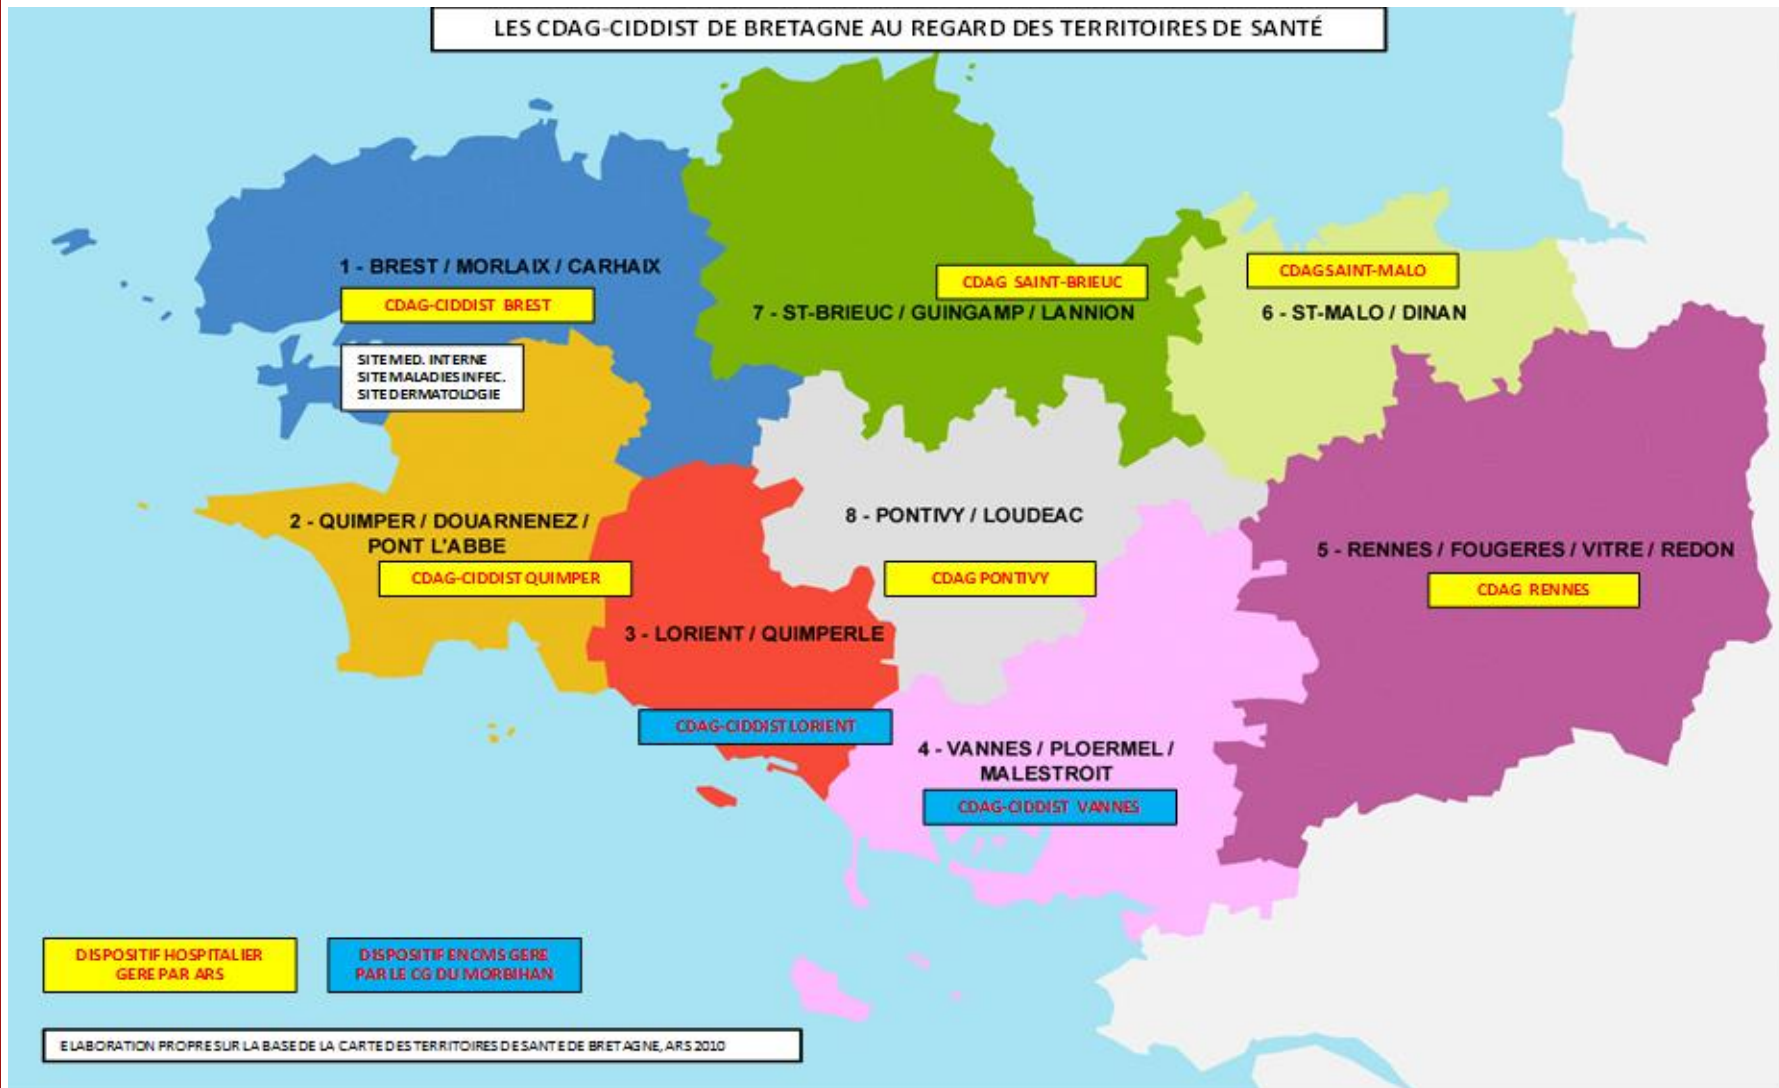 LES CDAG-CIDDIST DE BRETAGNE AU REGARD DES TERRITOIRES DE SANTÉ
1 - BREST / MORLAIX / CARHAIX
CDAG-CIDDIST BREST
SITE MED. INTERNE
SITE MALADIES INFEC.
SITE DERMATOLOGIE
CDAG SAINT-BRIEUC
7 - ST-BRIEUC / GUINGAMP / LANNION
CDAG SAINT-MALO
6 - ST-MALO / DINAN
2 - QUIMPER / DOUARNENEZ /
PONT L'ABBE
CDAG-CIDDIST QUIMPER
8 - PONTIVY / LOUDEAC
CDAG PONTIVY
5 - RENNES / FOUGERES / VITRE / REDON
CDAG RENNES
3 - LORIENT / QUIMPERLE
CDAG-CIDDIST LORIENT
4 - VANNES / PLOERMEL /
MALESTROIT
CDAG-CIDDIST VANNES
DISPOSITIF HOSPITALIER
GERE PAR ARS
DISPOSITIF EN CMS GERE
PAR LE CG DU MORBIHAN
ELABORATION PROPRE SUR LA BASE DE LA CARTE DES TERRITOIRES DE SANTE DE BRETAGNE, ARS 2010